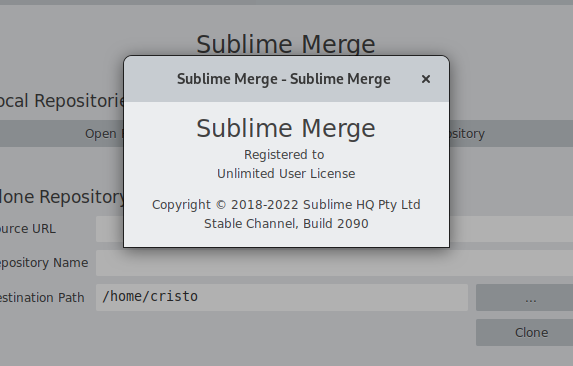 Sublime Merge
Sublime Merge - Sublime Merge
×
Sublime Merge
Registered to
Unlimited User License
Copyright © 2018-2022 Sublime HQ Pty Ltd
Stable Channel, Build 2090
ocal Repositorie
Open
ository
lone Repository
ource URL
epository Name
estination Path
/home/cristo
...
Clone